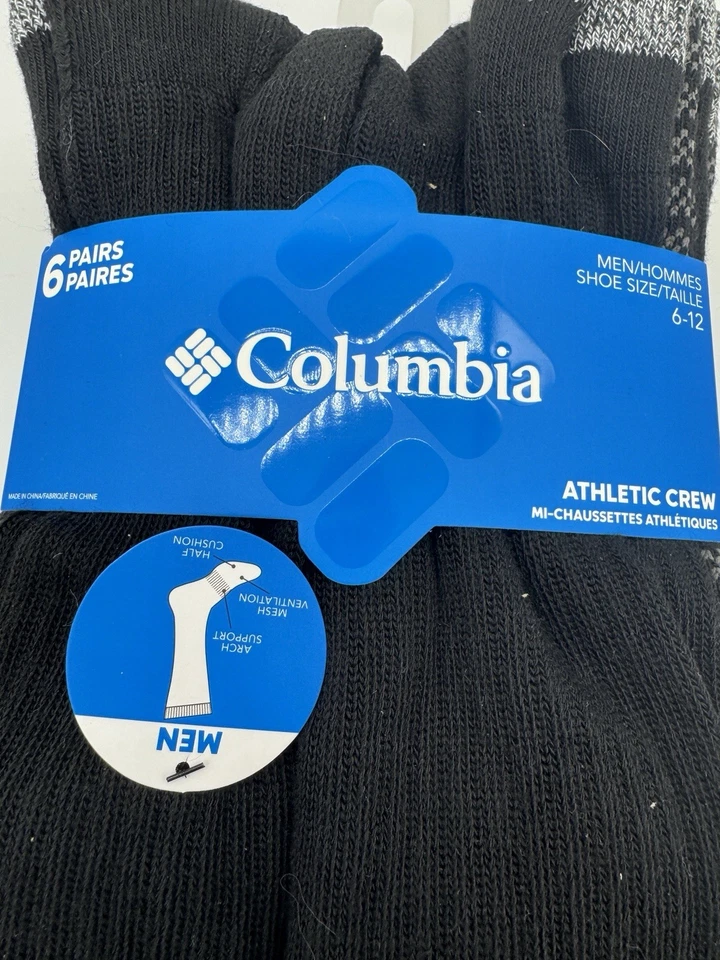 6 PAIRS
PAIRES
MEN/HOMMES
SHOE SIZE/TAILLE
6-12
Columbia
MADE IN CHINA/FABRIQUÉ EN CHINE
ATHLETIC CREW
MI-CHAUSSETTES ATHLÉTIQUES
HALF
CUSHION
MESH
VENTILATION
ARCH
SUPPORT
MEN